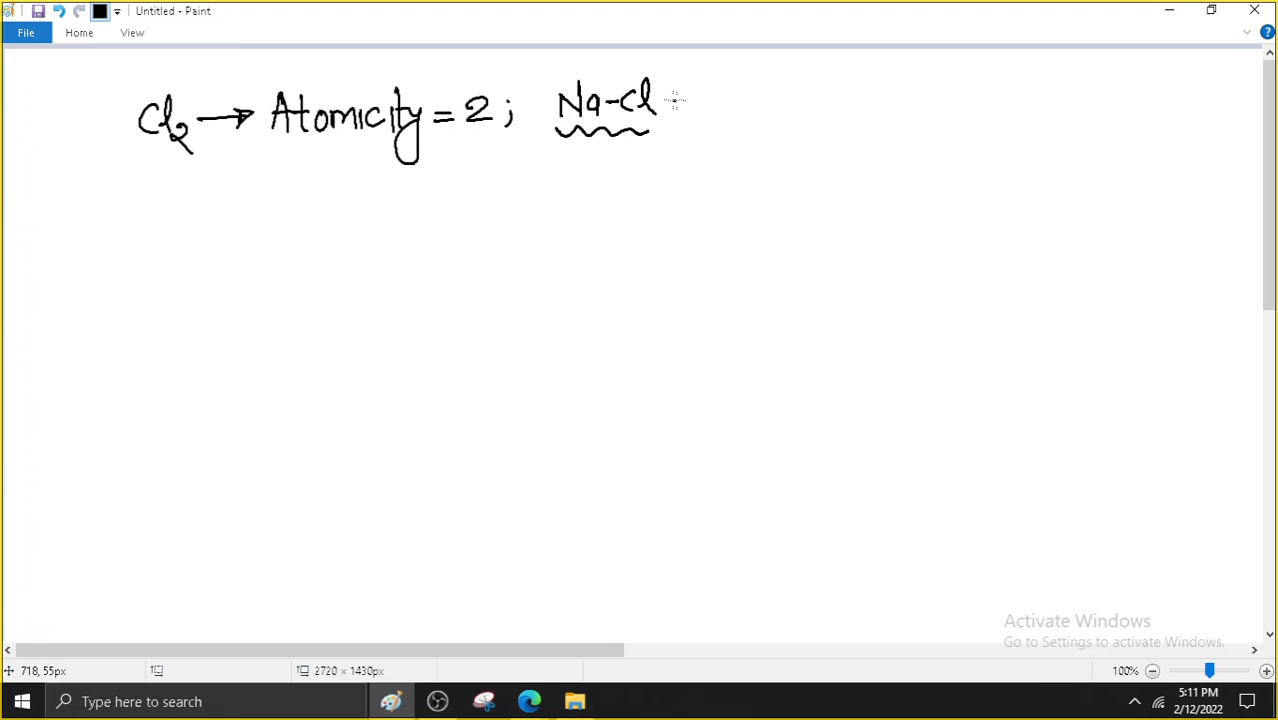 Untitled - Paint
File Home View
Cl₂ → Atomicity = 2 ; Na-Cl
Activate Windows
Go to Settings to activate Windows.
718, 55px 2720 × 1430px 100%
Type here to search 5:11 PM
2/12/2022